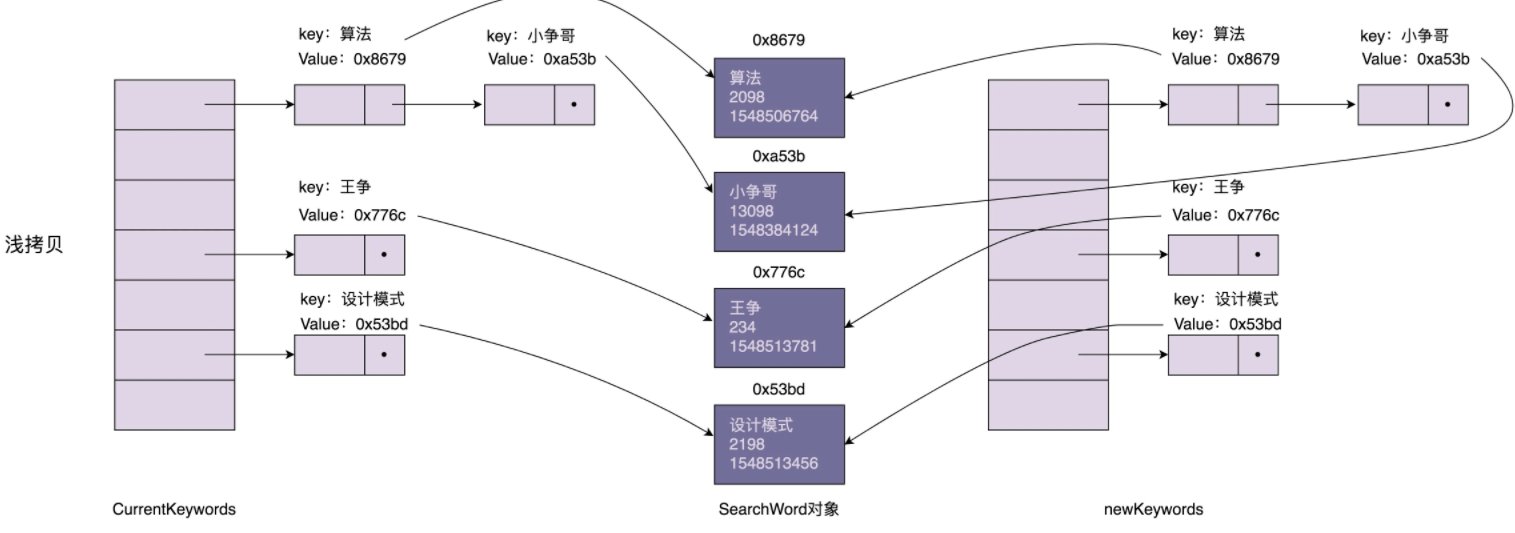 浅拷贝
key：算法
Value：0x8679
key：小争哥
Value：0xa53b
key：王争
Value：0x776c
key：设计模式
Value：0x53bd
CurrentKeywords
0x8679
算法
2098
1548506764
0xa53b
小争哥
13098
1548384124
0x776c
王争
234
1548513781
0x53bd
设计模式
2198
1548513456
SearchWord对象
key：算法
Value：0x8679
key：小争哥
Value：0xa53b
key：王争
Value：0x776c
key：设计模式
Value：0x53bd
newKeywords